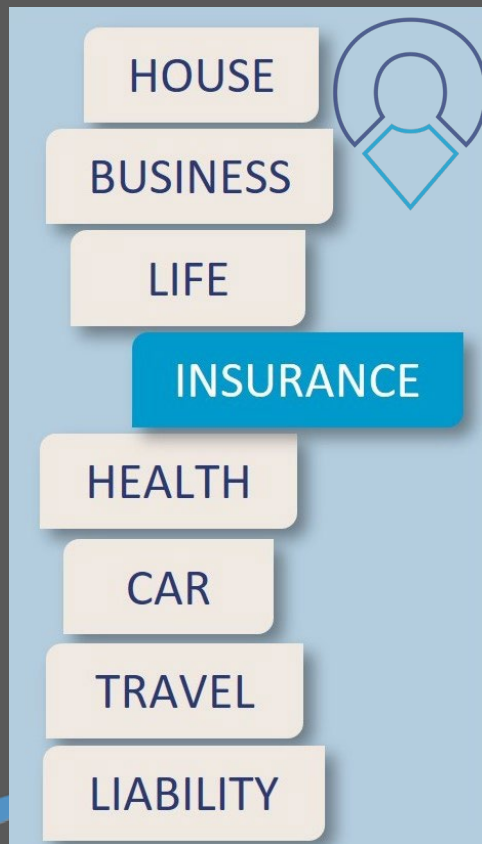 HOUSE
BUSINESS
LIFE
INSURANCE
HEALTH
CAR
TRAVEL
LIABILITY